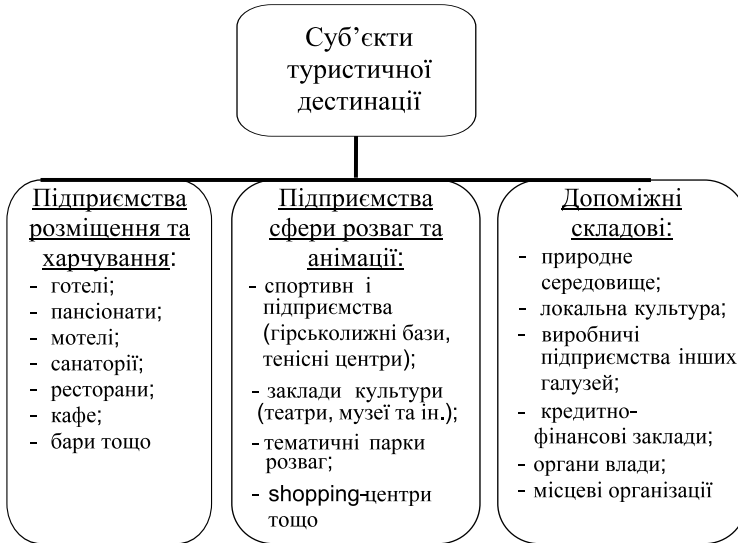 Суб’єкти
туристичної
дестинації
Підприємства
розміщення та
харчування:
- готелі;
- пансіонати;
- мотелі;
- санаторії;
- ресторани;
- кафе;
- бари тощо
Підприємства
сфери розваг та
анімації:
- спортивн і
підприємства
(гірськолижні бази,
тенісні центри);
- заклади культури
(театри, музеї та ін.);
- тематичні парки
розваг;
- shopping-центри
тощо
Допоміжні
складові:
- природне
середовище;
- локальна культура;
- виробничі
підприємства інших
галузей;
- кредитно-
фінансові заклади;
- органи влади;
- місцеві організації